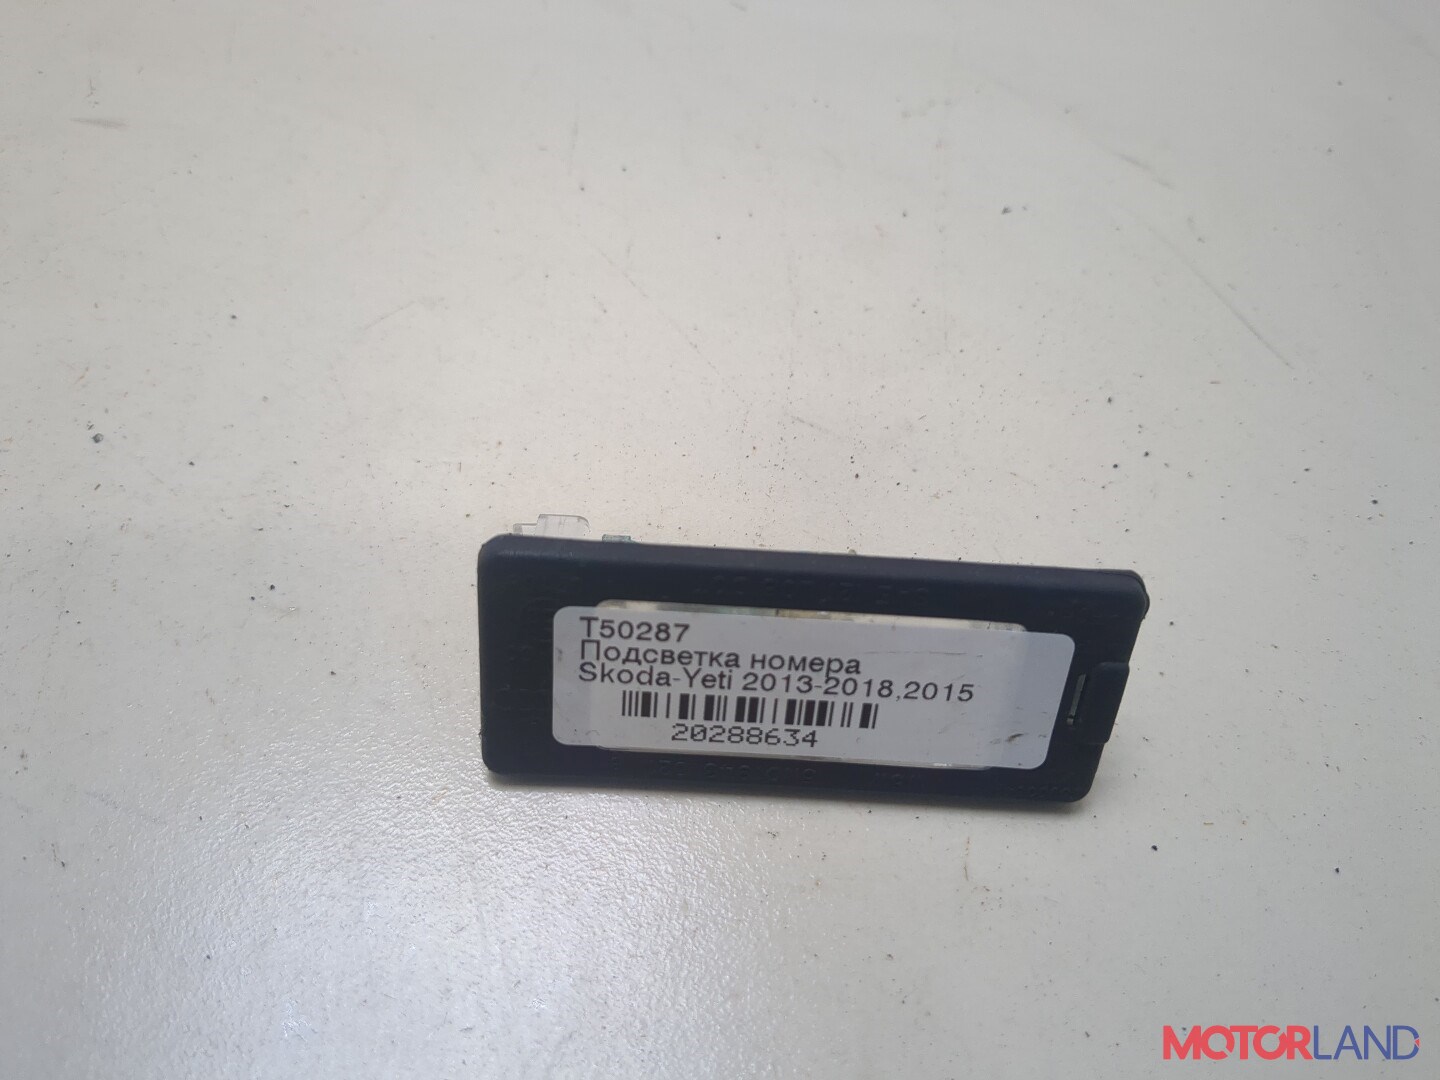 T50287
Подсветка номера
Skoda-Yeti 2013-2018,2015
20288634
MOTORLAND